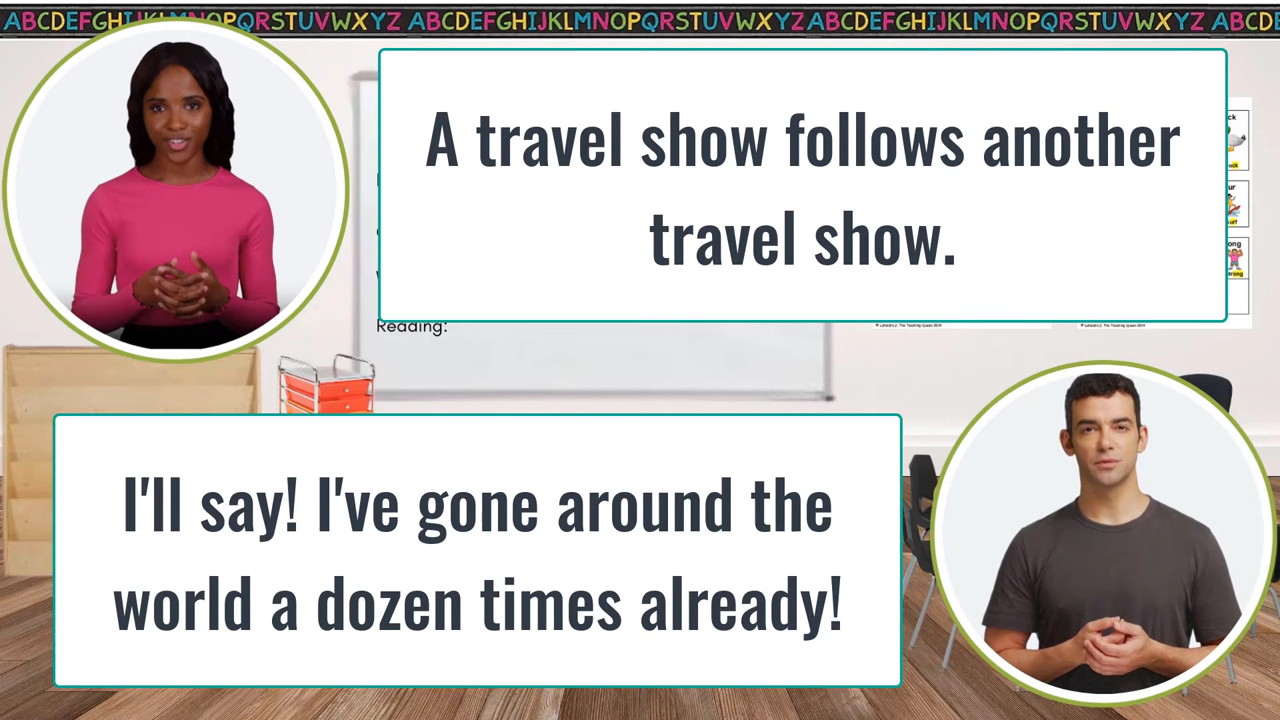 ABCDEFGHIJKLMNOPQRSTUVWXYZ ABCDEFGHIJKLMNOPQRSTUVWXYZ ABCDEFGHIJKLMNOPQRSTUVWXYZ ABCDE
A travel show follows another
travel show.
Reading:
I'll say! I've gone around the
world a dozen times already!